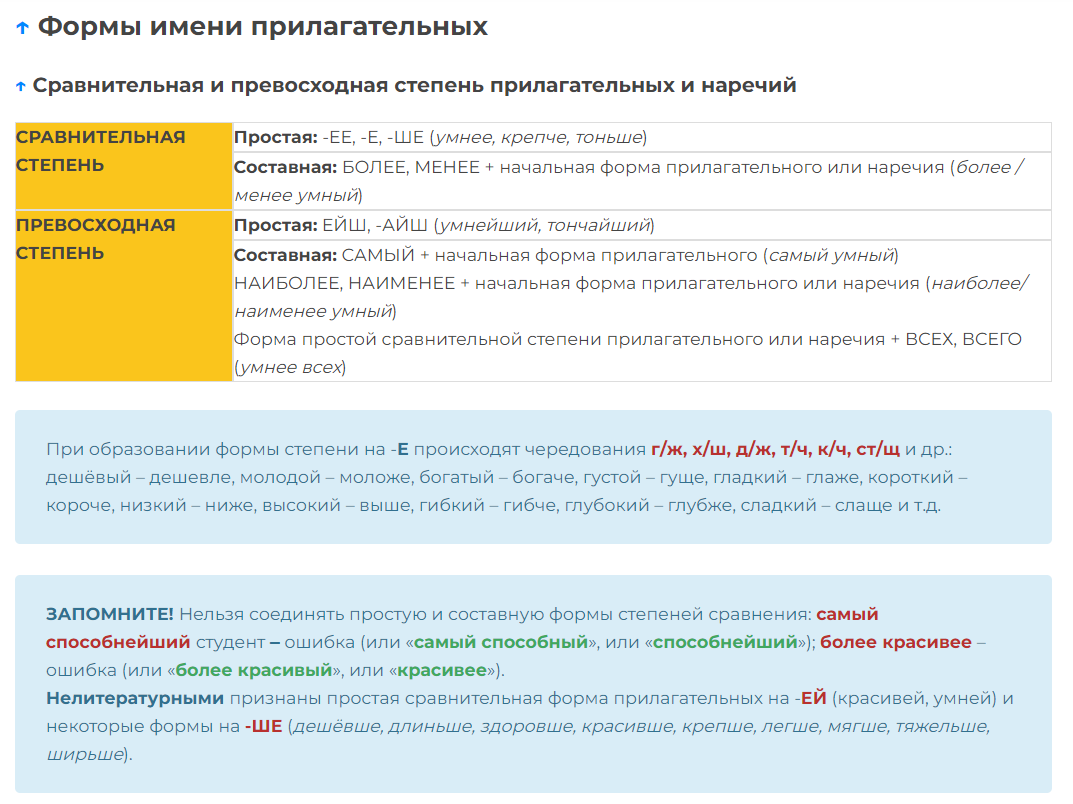 ↑ Формы имени прилагательных
↑ Сравнительная и превосходная степень прилагательных и наречий
СРАВНИТЕЛЬНАЯ
СТЕПЕНЬ
Простая: -ЕЕ, -Е, -ШЕ (умнее, крепче, тоньше)
Составная: БОЛЕЕ, МЕНЕЕ + начальная форма прилагательного или наречия (более /
менее умный)
ПРЕВОСХОДНАЯ
СТЕПЕНЬ
Простая: ЕЙШ, -АЙШ (умнейший, тончайший)
Составная: САМЫЙ + начальная форма прилагательного (самый умный)
НАИБОЛЕЕ, НАИМЕНЕЕ + начальная форма прилагательного или наречия (наиболее/
наименее умный)
Форма простой сравнительной степени прилагательного или наречия + ВСЕХ, ВСЕГО
(умнее всех)
При образовании формы степени на -Е происходят чередования г/ж, х/ш, д/ж, т/ч, к/ч, ст/щ и др.:
дешёвый – дешевле, молодой – моложе, богатый – богаче, густой – гуще, гладкий – глаже, короткий –
короче, низкий – ниже, высокий – выше, гибкий – гибче, глубокий – глубже, сладкий – слаще и т.д.
ЗАПОМНИТЕ! Нельзя соединять простую и составную формы степеней сравнения: самый
способнейший студент – ошибка (или «самый способный», или «способнейший»); более красивее –
ошибка (или «более красивый», или «красивее»).
Нелитературными признаны простая сравнительная форма прилагательных на -ЕЙ (красивей, умней) и
некоторые формы на -ШЕ (дешёвше, длиньше, здоровше, красивше, крепше, легше, мягше, тяжельше,
ширьше).